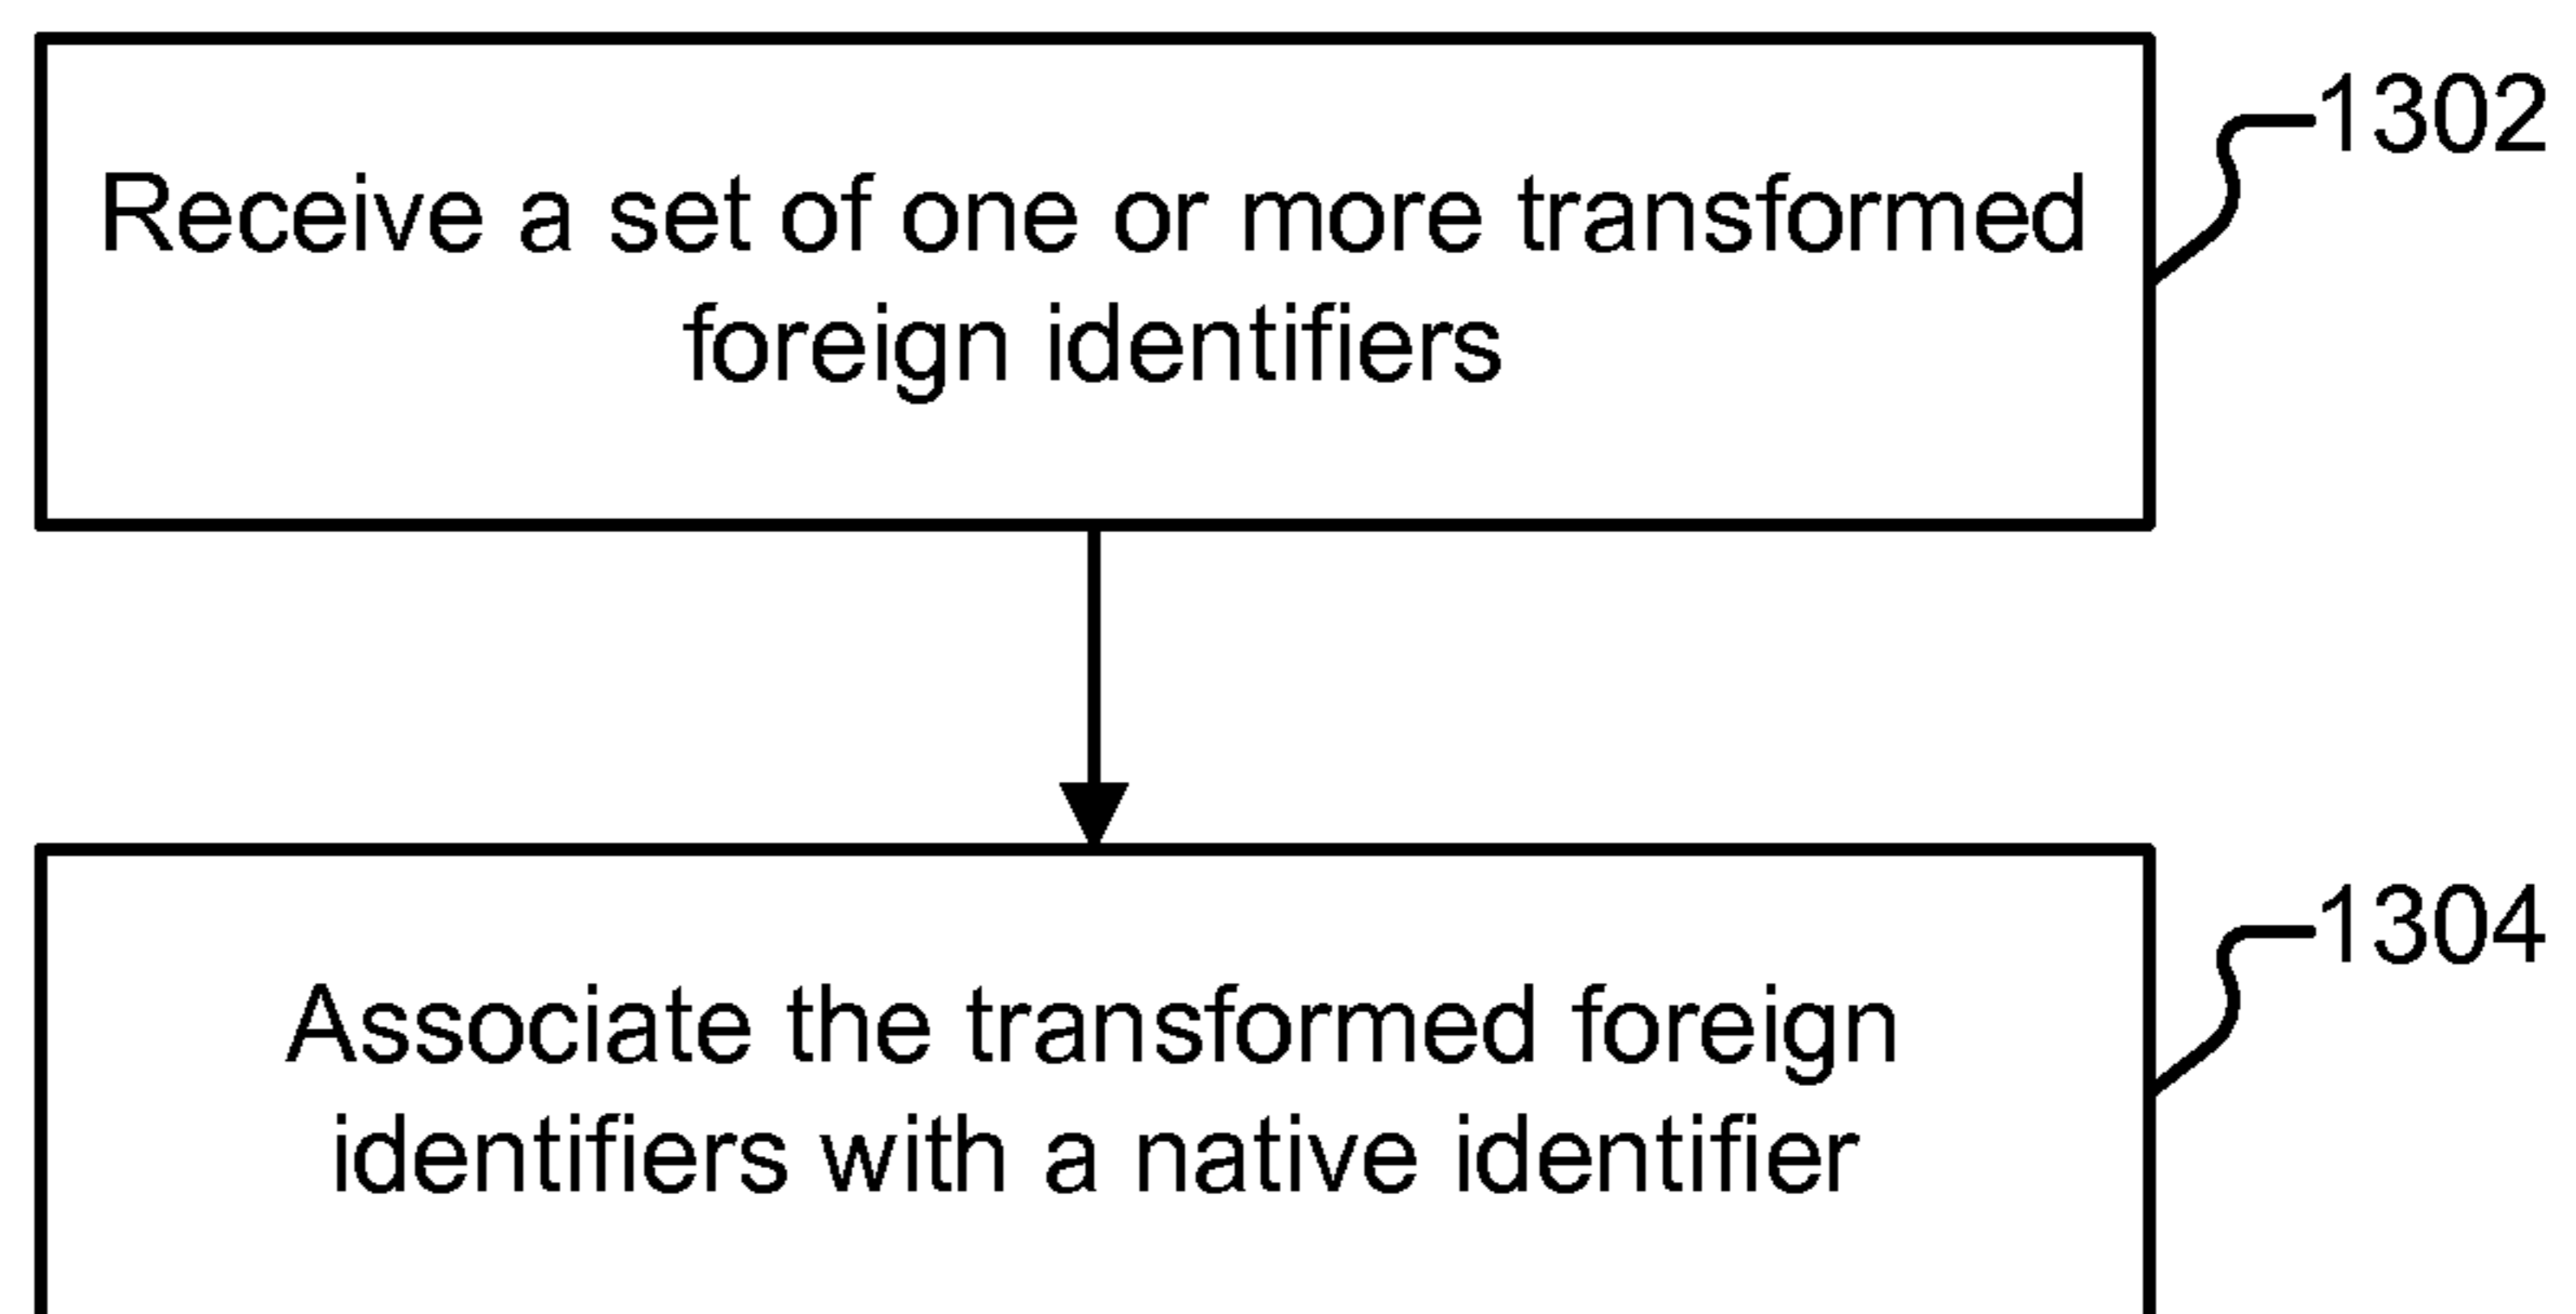 1302
Receive a set of one or more transformed
foreign identifiers
1304
Associate the transformed foreign
identifiers with a native identifier